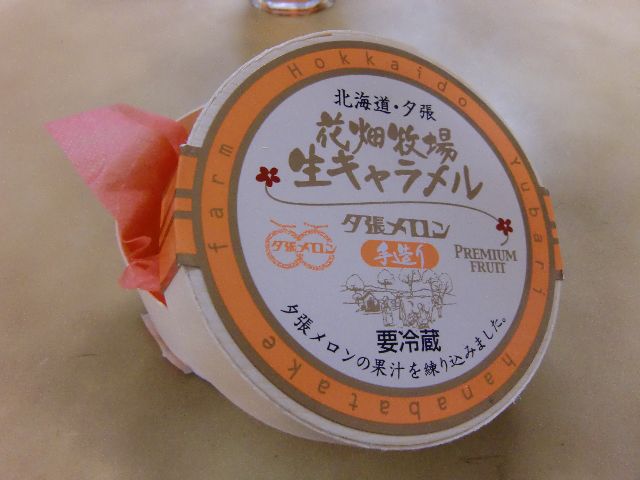 Hokkaido Yubari
北海道・夕張
花畑牧場
生キャラメル
夕張メロン
夕張メロン
手造り
PREMIUM
FRUIT
要冷蔵
夕張メロンの果汁を練り込みました。
hanabatake farm